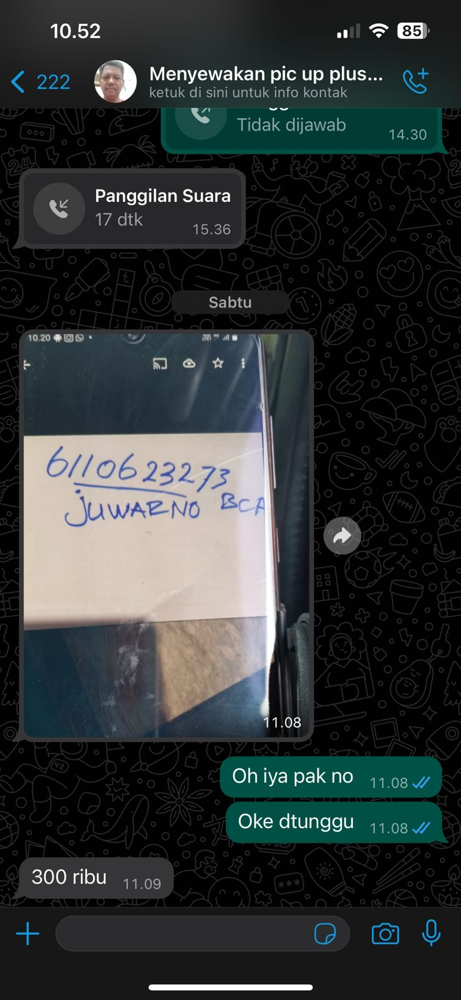 10.52
85
222
Menyewakan pic up plus...
ketuk di sini untuk info kontak
Tidak dijawab
14.30
Panggilan Suara
17 dtk
15.36
Sabtu
10.20
6110623273
JUWARNO BCA
11.08
Oh iya pak no 11.08
Oke dtunggu 11.08
300 ribu 11.09